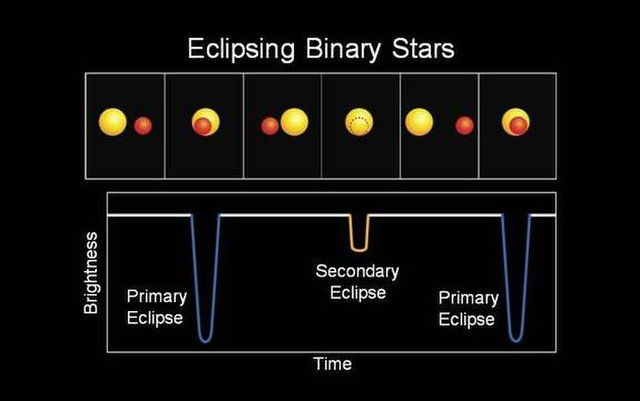 Eclipsing Binary Stars
Brightness
Primary
Eclipse
Secondary
Eclipse
Primary
Eclipse
Time